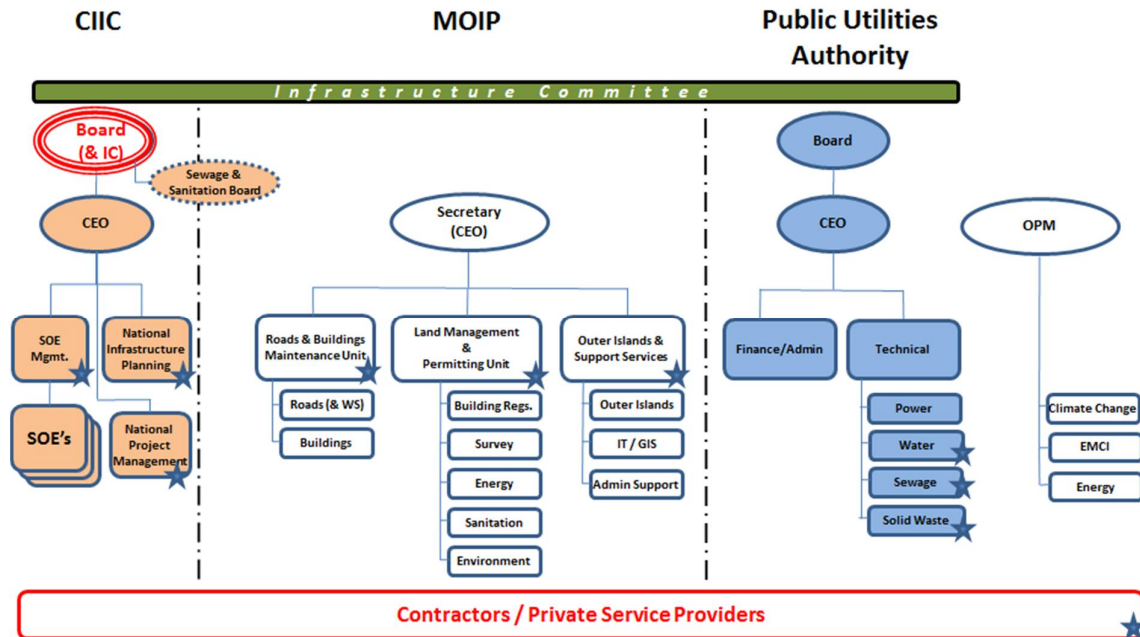 CIIC
MOIP
Public Utilities
Authority
Infrastructure Committee
Board
(& IC)
Sewage &
Sanitation Board
CEO
SOE
Mgmt.
National
Infrastructure
Planning
SOE's
National
Project
Management
Secretary
(CEO)
Roads & Buildings
Maintenance Unit
Roads (& WS)
Buildings
Land Management
&
Permitting Unit
Building Regs.
Survey
Energy
Sanitation
Environment
Outer Islands &
Support Services
Outer Islands
IT / GIS
Admin Support
Board
CEO
Finance/Admin
Technical
Power
Water
Sewage
Solid Waste
OPM
Climate Change
EMCI
Energy
Contractors / Private Service Providers